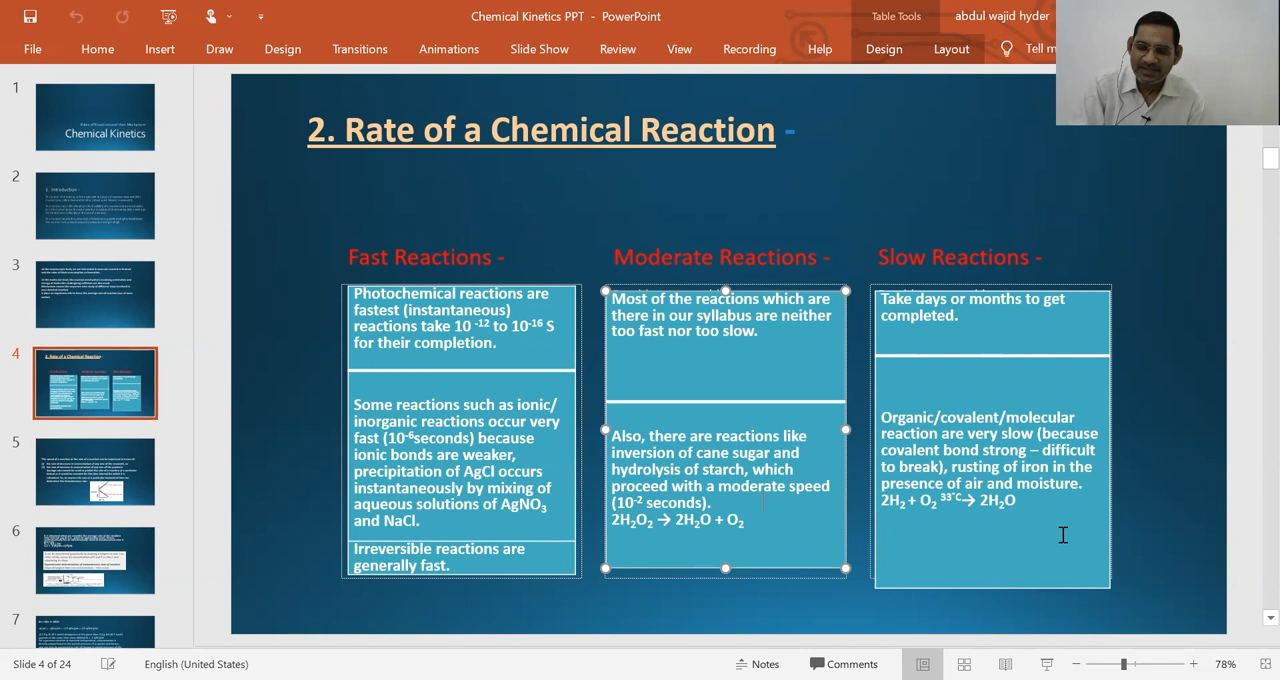 Chemical Kinetics PPT - PowerPoint
Table Tools
abdul wajid hyder
File Home Insert Draw Design Transitions Animations Slide Show Review View Recording Help Design Layout Tell m
1
Chemical Kinetics
2
3
4
5
6
7
2. Rate of a Chemical Reaction -
Fast Reactions -
Photochemical reactions are
fastest (instantaneous)
reactions take 10 -12 to 10-16 S
for their completion.
Some reactions such as ionic/
inorganic reactions occur very
fast (10-6seconds) because
ionic bonds are weaker,
precipitation of AgCl occurs
instantaneously by mixing of
aqueous solutions of AgNO3
and NaCl.
Irreversible reactions are
generally fast.
Moderate Reactions -
Most of the reactions which are
there in our syllabus are neither
too fast nor too slow.
Also, there are reactions like
inversion of cane sugar and
hydrolysis of starch, which
proceed with a moderate speed
(10-2 seconds).
2H2O2 → 2H2O + O2
Slow Reactions -
Take days or months to get
completed.
Organic/covalent/molecular
reaction are very slow (because
covalent bond strong – difficult
to break), rusting of iron in the
presence of air and moisture.
2H2 + O2 33°C→ 2H2O
Slide 4 of 24
English (United States)
Notes
Comments
78%